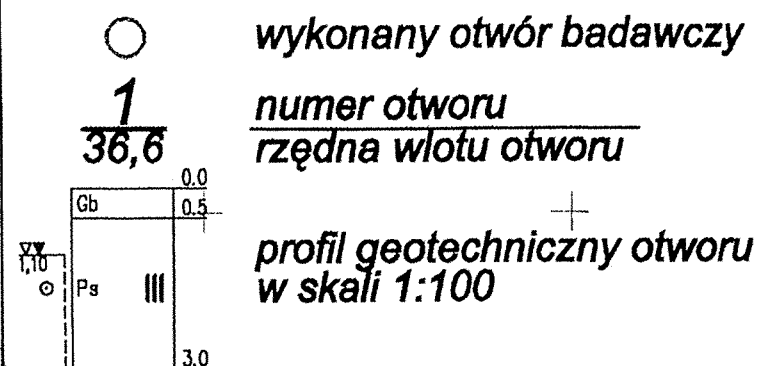 wykonany otwór badawczy
1 numer otworu
36,6 rzędna wlotu otworu
0.0
Gb 0.5
1,10
profil geotechniczny otworu
Ps III w skali 1:100
3.0